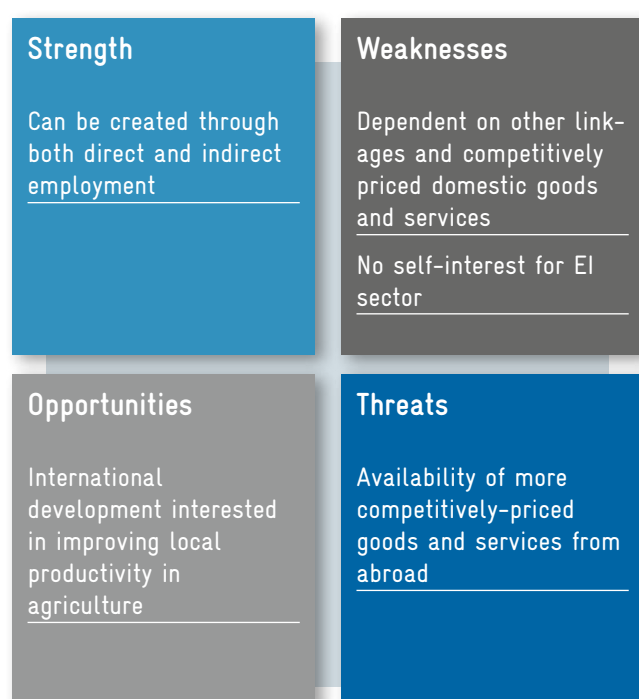 Strength
Can be created through
both direct and indirect
employment
Weaknesses
Dependent on other link-
ages and competitively
priced domestic goods
and services
No self-interest for EI
sector
Opportunities
International
development interested
in improving local
productivity in
agriculture
Threats
Availability of more
competitively-priced
goods and services from
abroad